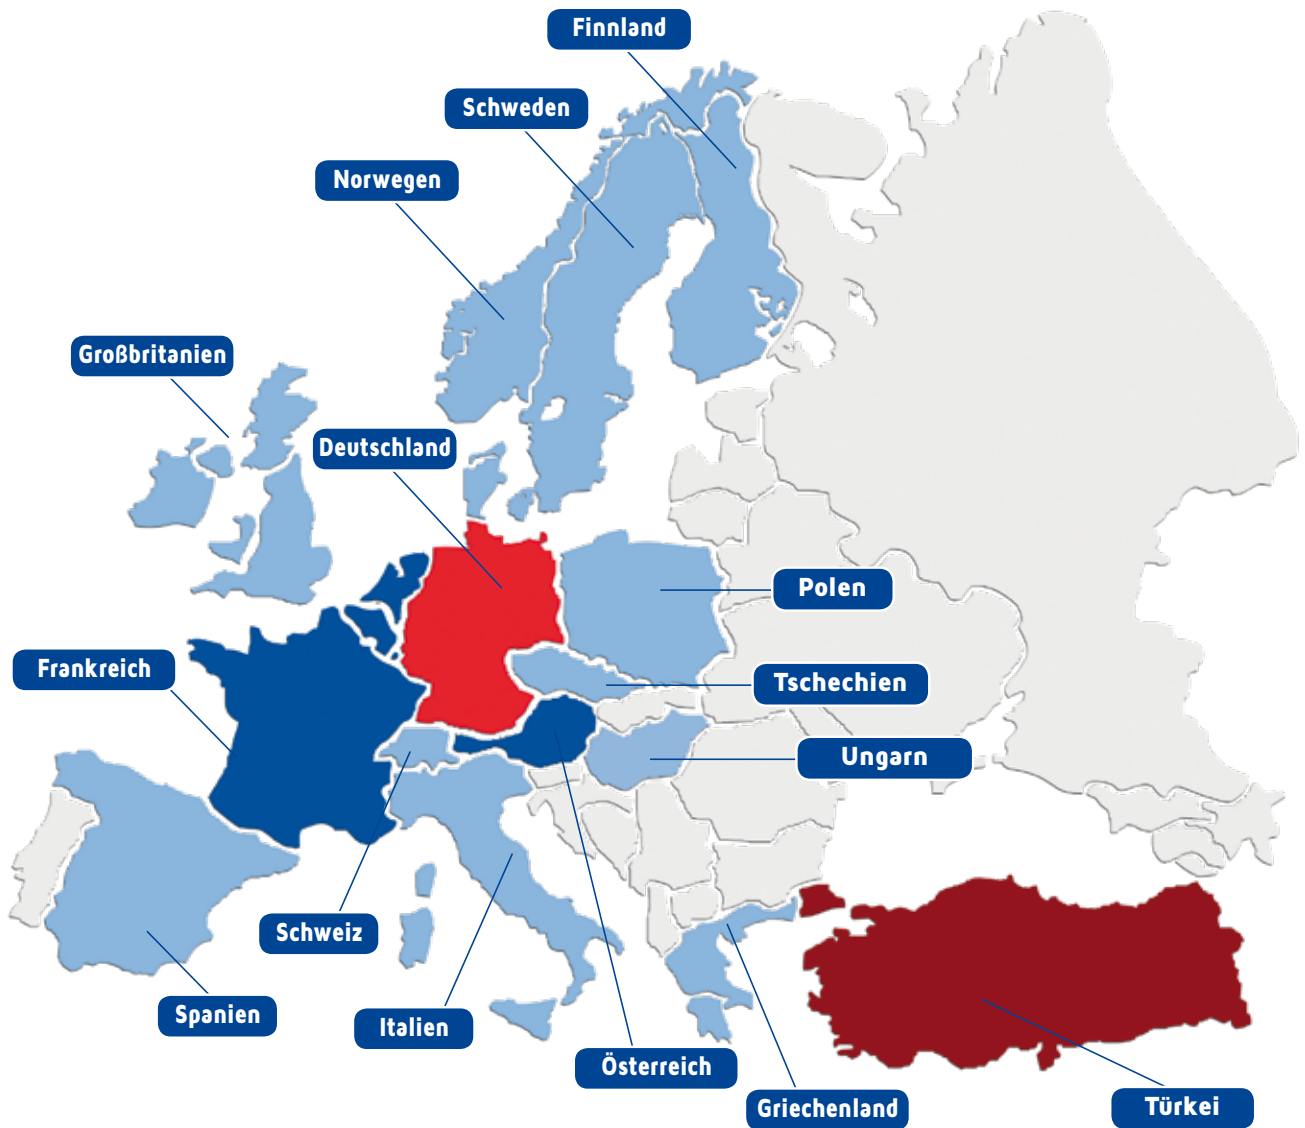 Finnland
Schweden
Norwegen
Großbritanien
Deutschland
Polen
Frankreich
Tschechien
Ungarn
Schweiz
Spanien
Italien
Österreich
Griechenland
Türkei